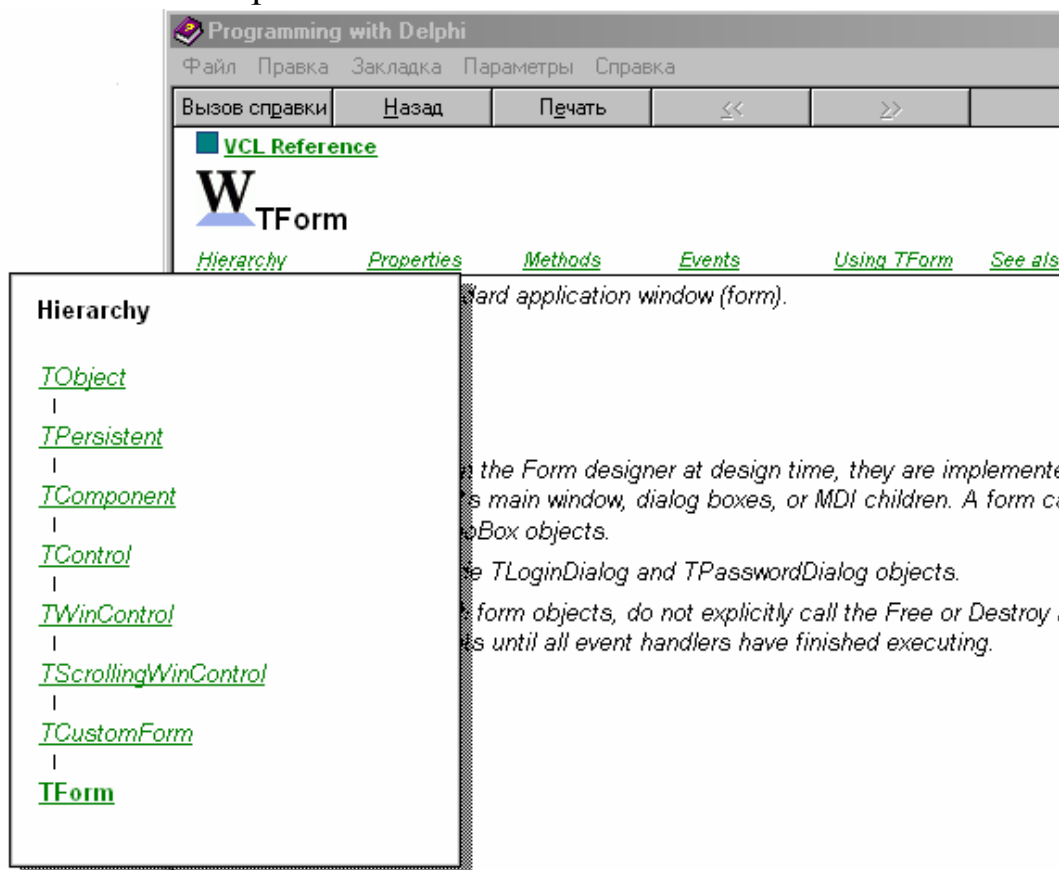 Programming with Delphi
Файл Правка Закладка Параметры Справка
Вызов справки Назад Печать << >>
VCL Reference
W
TForm
Hierarchy Properties Methods Events Using TForm See als
Hierarchy
TObject
TPersistent
TComponent
TControl
TWinControl
TScrollingWinControl
TCustomForm
TForm
dard application window (form).
the Form designer at design time, they are implemente
s main window, dialog boxes, or MDI children. A form ca
oBox objects.
TLoginDialog and TPasswordDialog objects.
form objects, do not explicitly call the Free or Destroy
s until all event handlers have finished executing.